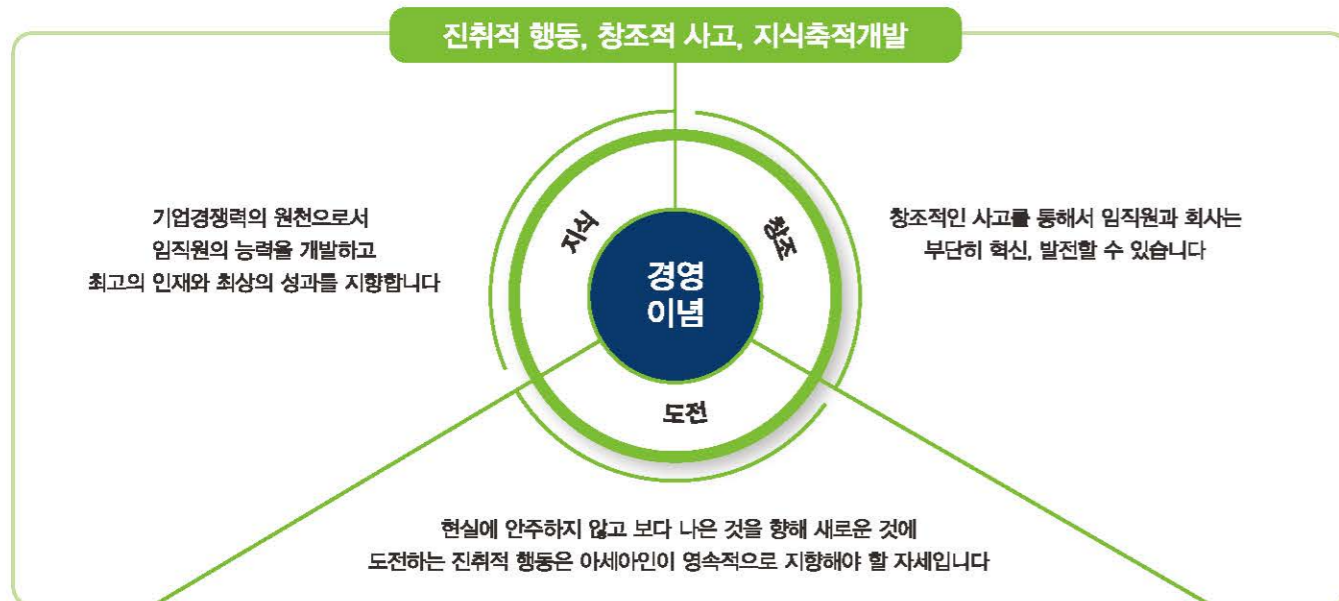 진취적 행동, 창조적 사고, 지식축적개발
기업경쟁력의 원천으로서
임직원의 능력을 개발하고
최고의 인재와 최상의 성과를 지향합니다
지식
창조
경영
이념
도전
창조적인 사고를 통해서 임직원과 회사는
부단히 혁신, 발전할 수 있습니다
현실에 안주하지 않고 보다 나은 것을 향해 새로운 것에
도전하는 진취적 행동은 아세아인이 영속적으로 지향해야 할 자세입니다